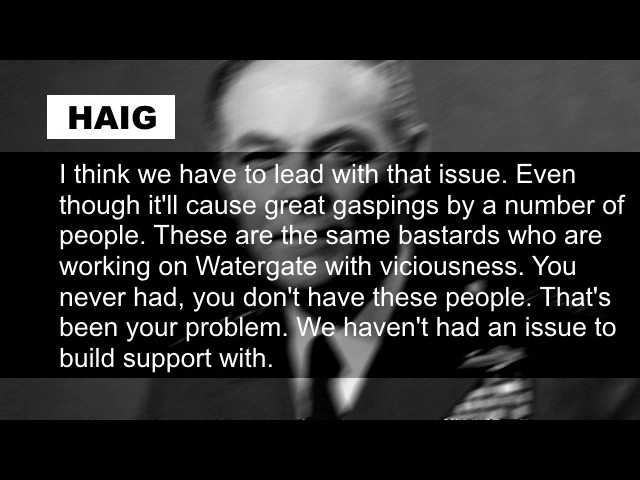 HAIG
I think we have to lead with that issue. Even
though it'll cause great gaspings by a number of
people. These are the same bastards who are
working on Watergate with viciousness. You
never had, you don't have these people. That's
been your problem. We haven't had an issue to
build support with.